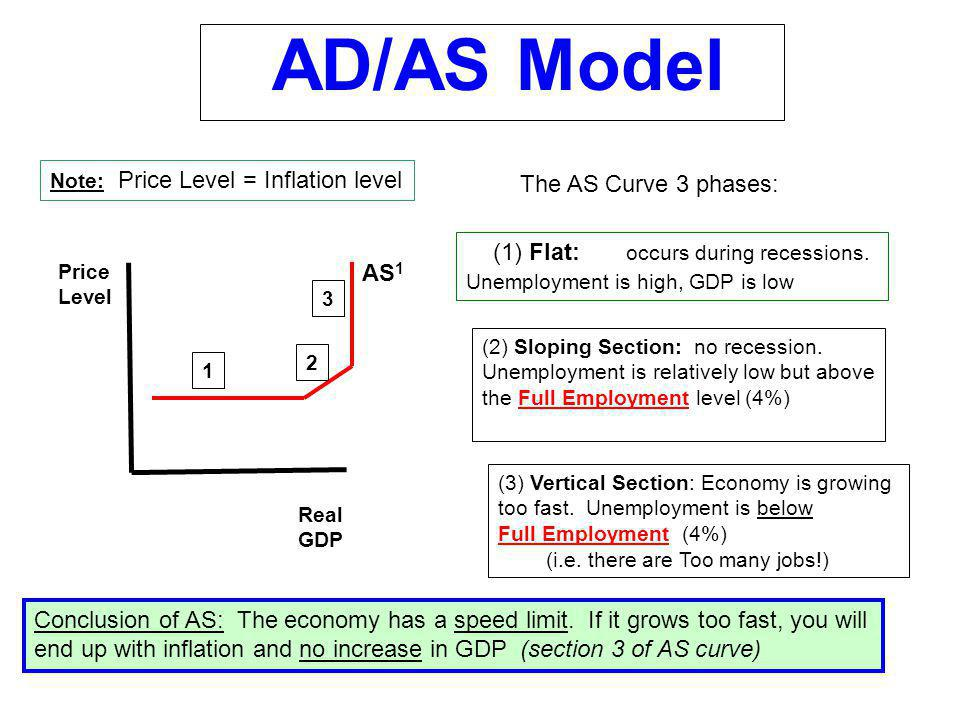 AD/AS Model
Note: Price Level = Inflation level
The AS Curve 3 phases:
(1) Flat: occurs during recessions.
Unemployment is high, GDP is low
Price
Level
AS1
3
2
1
(2) Sloping Section: no recession.
Unemployment is relatively low but above
the Full Employment level (4%)
(3) Vertical Section: Economy is growing
too fast. Unemployment is below
Full Employment (4%)
(i.e. there are Too many jobs!)
Real
GDP
Conclusion of AS: The economy has a speed limit. If it grows too fast, you will
end up with inflation and no increase in GDP (section 3 of AS curve)